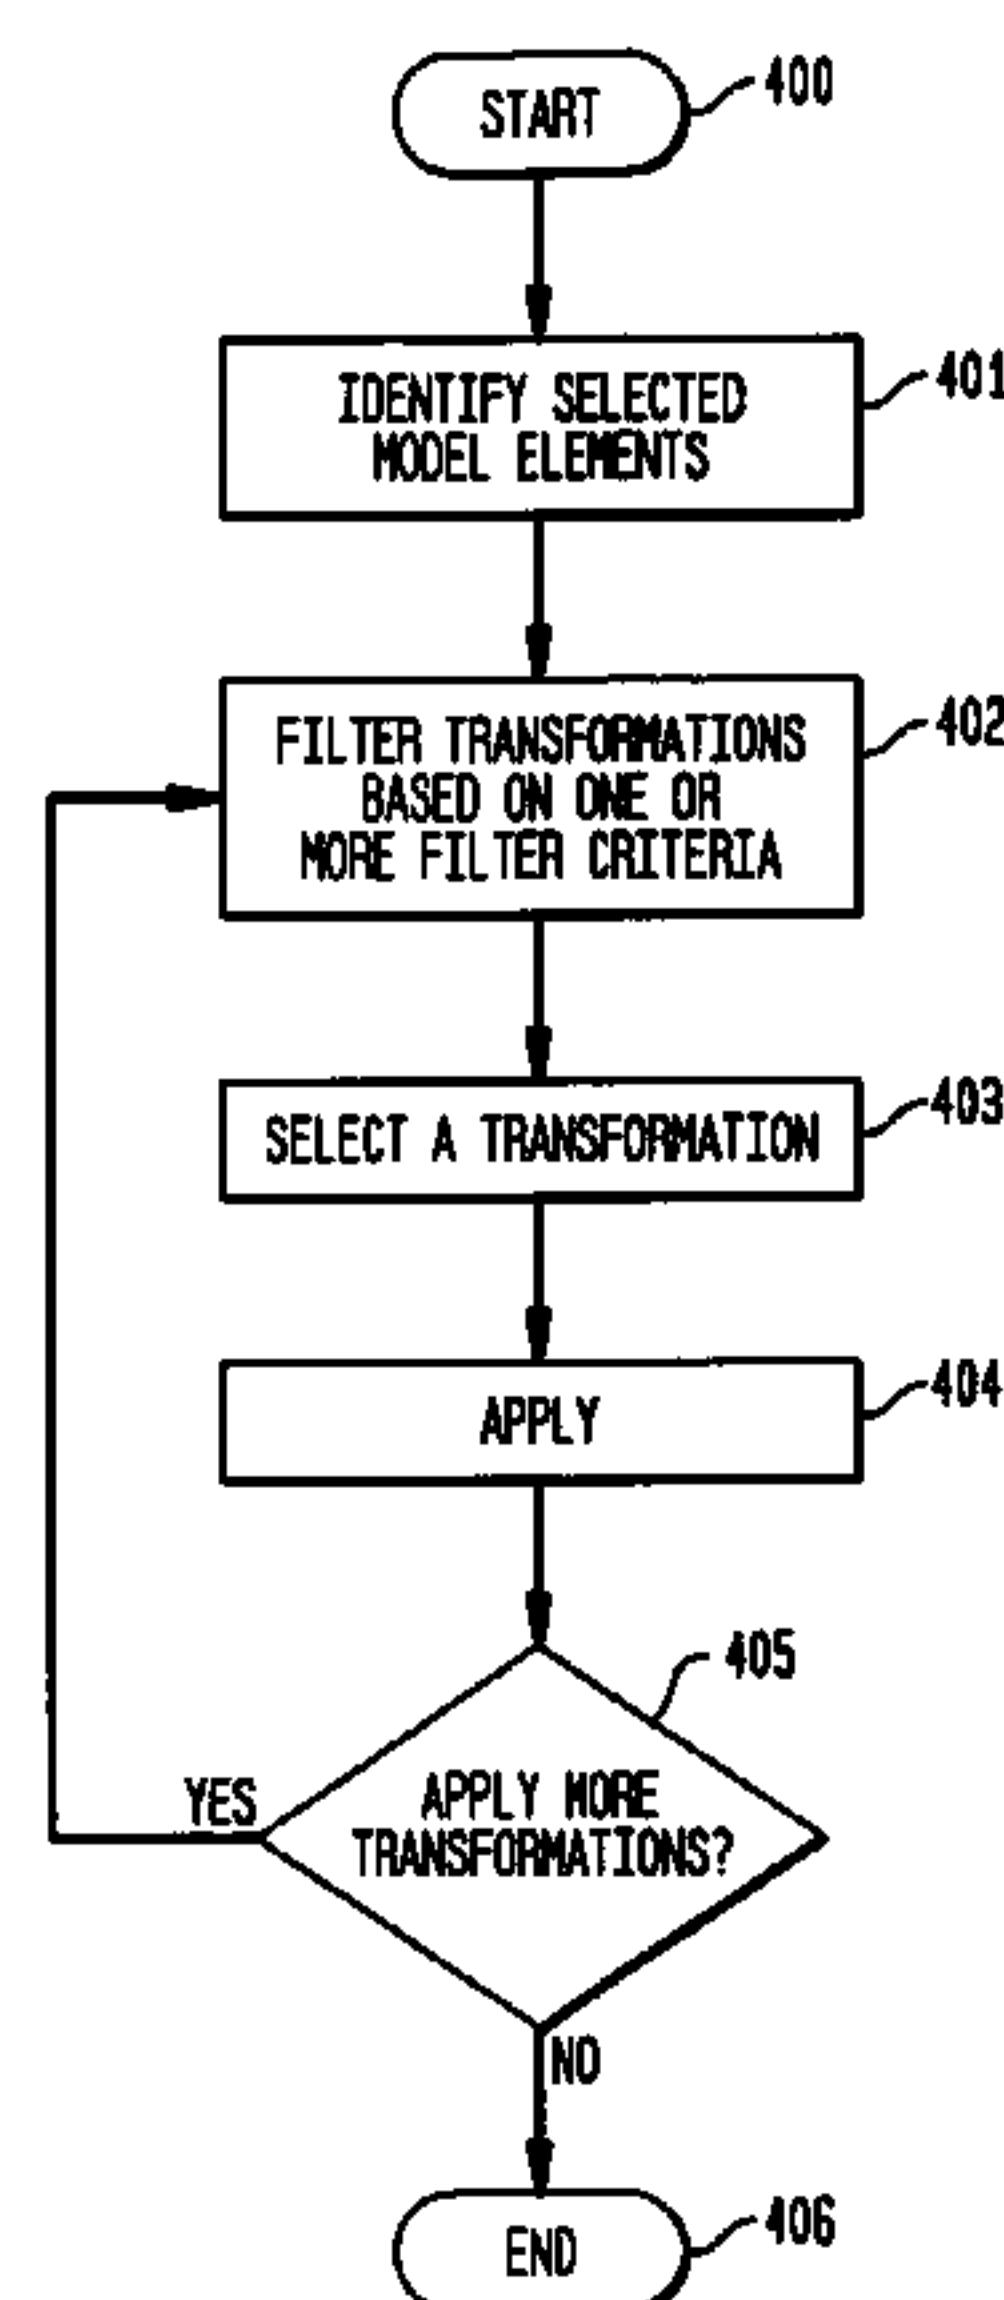 START
400
IDENTIFY SELECTED
MODEL ELEMENTS
401
FILTER TRANSFORMATIONS
BASED ON ONE OR
MORE FILTER CRITERIA
402
SELECT A TRANSFORMATION
403
APPLY
404
405
APPLY MORE
TRANSFORMATIONS?
YES
NO
END
406